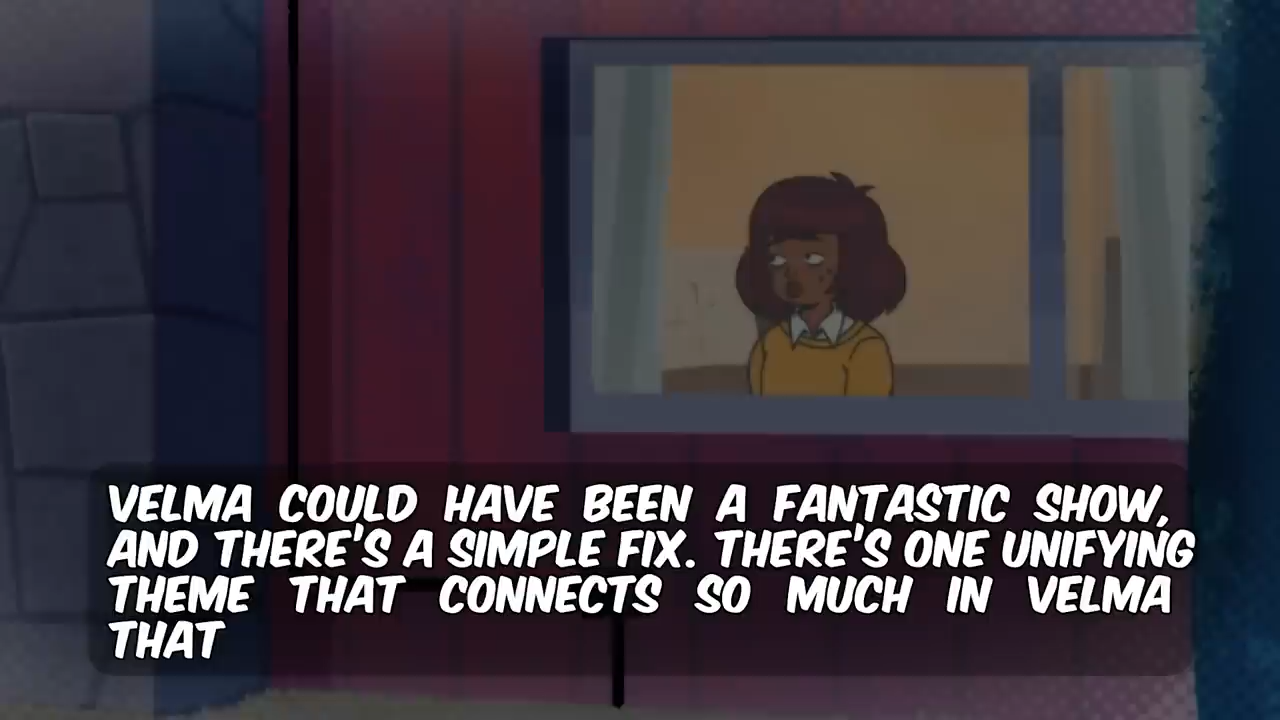 VELMA COULD HAVE BEEN A FANTASTIC SHOW,
AND THERE'S A SIMPLE FIX. THERE'S ONE UNIFYING
THEME THAT CONNECTS SO MUCH IN VELMA
THAT